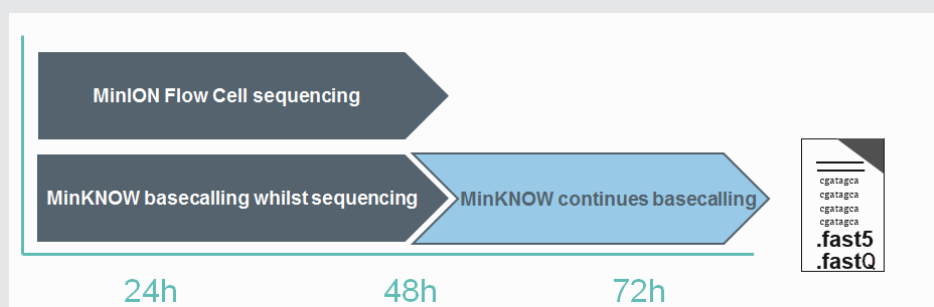 MinION Flow Cell sequencing
MinKNOW basecalling whilst sequencing
MinKNOW continues basecalling
cgatagca
cgatagca
cgatagca
cgatagca
.fast5
.fastQ
24h
48h
72h